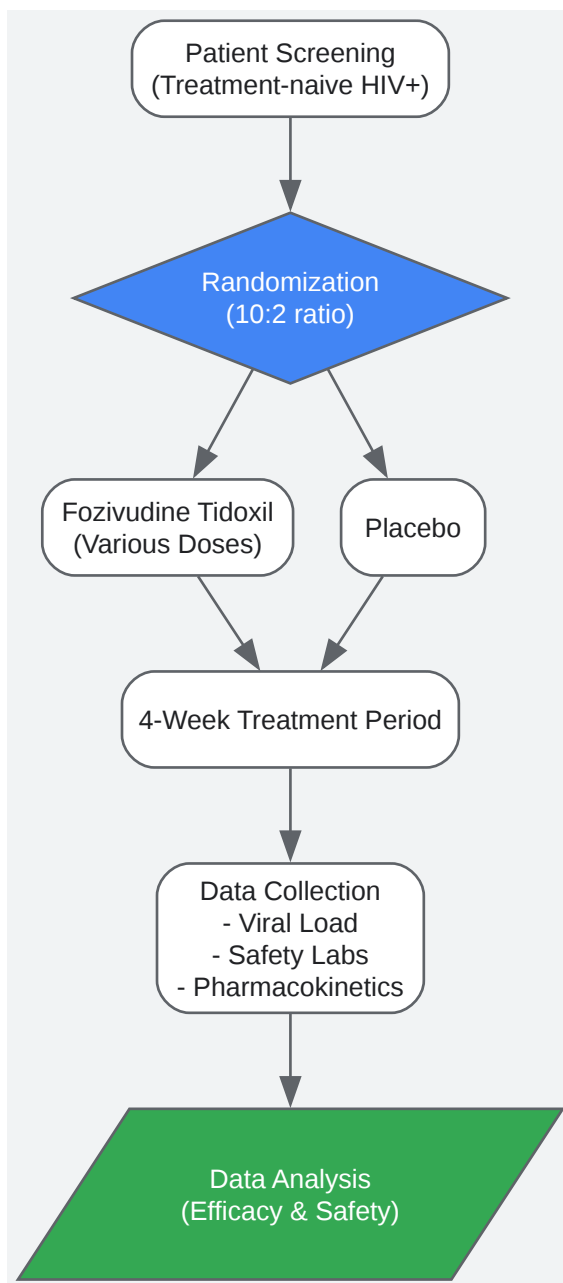 Patient Screening
(Treatment-naive HIV+)
Randomization
(10:2 ratio)
Fozivudine Tidoxil
(Various Doses)
Placebo
4-Week Treatment Period
Data Collection
- Viral Load
- Safety Labs
- Pharmacokinetics
Data Analysis
(Efficacy & Safety)